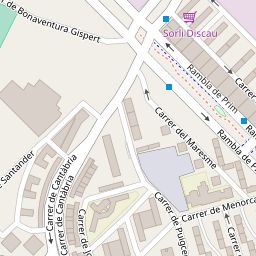 de Bonaventura Gispert
Sorli Discau
Rambla de Prim
Carrer
Carrer del Maresme
Rambla de P
Santander
Carrer de Cantàbria
Carrer de Cantàbria
Carrer de Menorca
Carrer de Puigcer